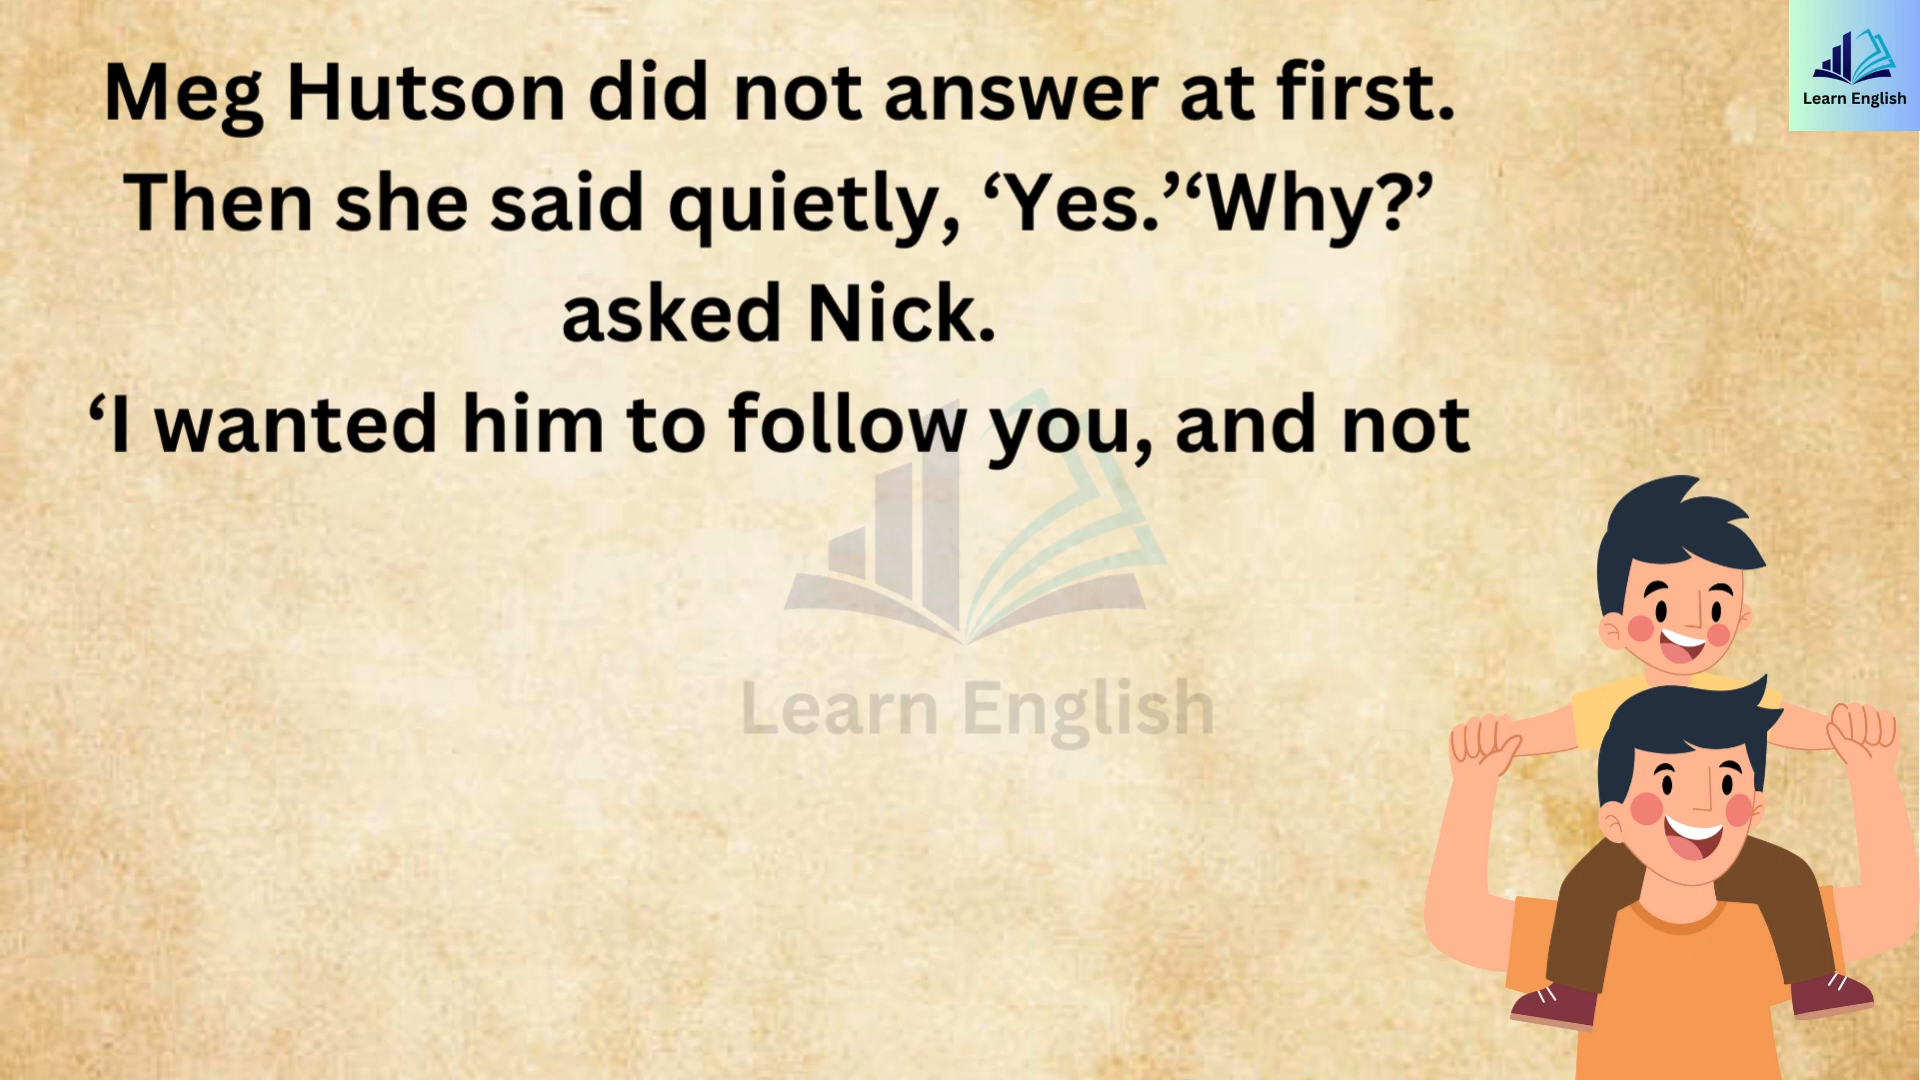 Meg Hutson did not answer at first.
Then she said quietly, ‘Yes.’‘Why?’
asked Nick.
‘I wanted him to follow you, and not
Learn English
Learn English